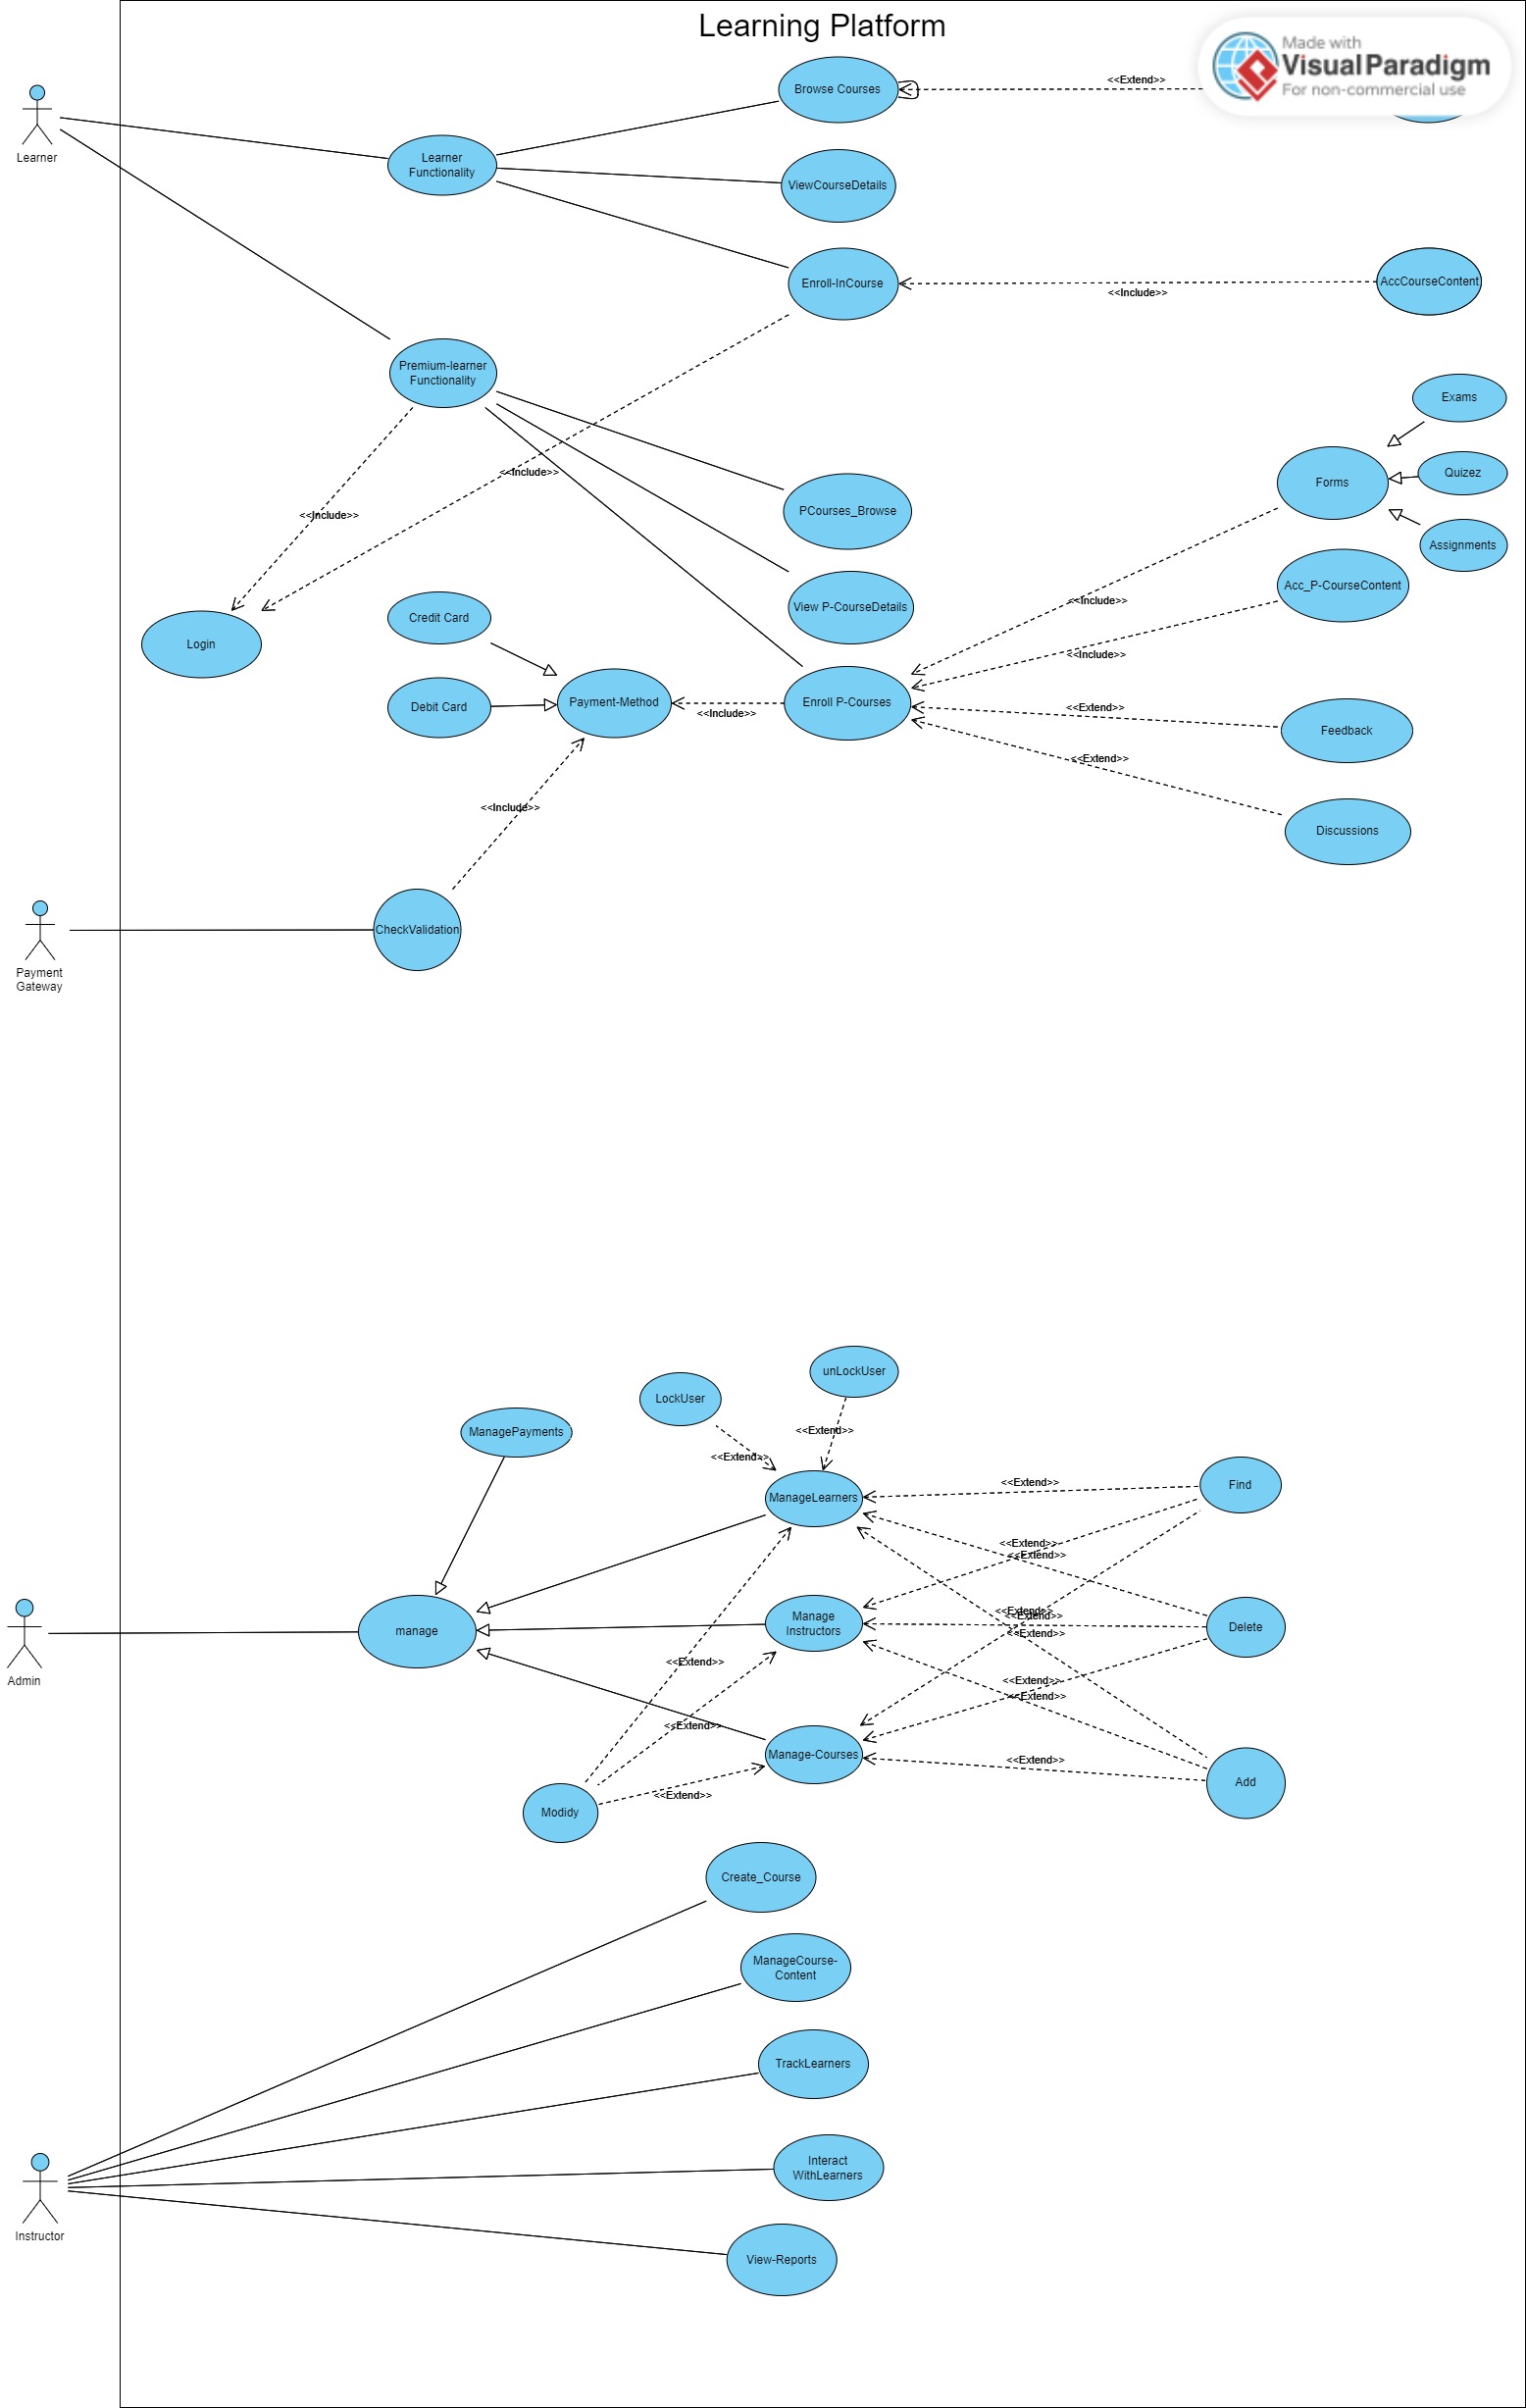 Learning Platform
Made with
Visual Paradigm
For non-commercial use
Browse Courses
<<Extend>>
Learner
Learner
Functionality
ViewCourseDetails
Enroll-InCourse
<<Include>>
AccCourseContent
Premium-learner
Functionality
Exams
<<Include>>
Forms
Quizez
<<Include>>
PCourses_Browse
Assignments
Acc_P-CourseContent
<<Include>>
View P-CourseDetails
Credit Card
Login
<<Include>>
Debit Card
Payment-Method
<<Include>>
Enroll P-Courses
<<Extend>>
Feedback
<<Extend>>
<<Include>>
Discussions
CheckValidation
Payment
Gateway
unLockUser
LockUser
ManagePayments
<<Extend>>
<<Extend>>
ManageLearners
<<Extend>>
Find
<<Extend>>
<<Extend>>
manage
Manage
Instructors
<<Extend>>
<<Extend>>
<<Extend>>
Delete
Admin
<<Extend>>
<<Extend>>
<<Extend>>
<<Extend>>
Manage-Courses
<<Extend>>
Add
<<Extend>>
Modidy
Create_Course
ManageCourse-
Content
TrackLearners
Interact
WithLearners
Instructor
View-Reports